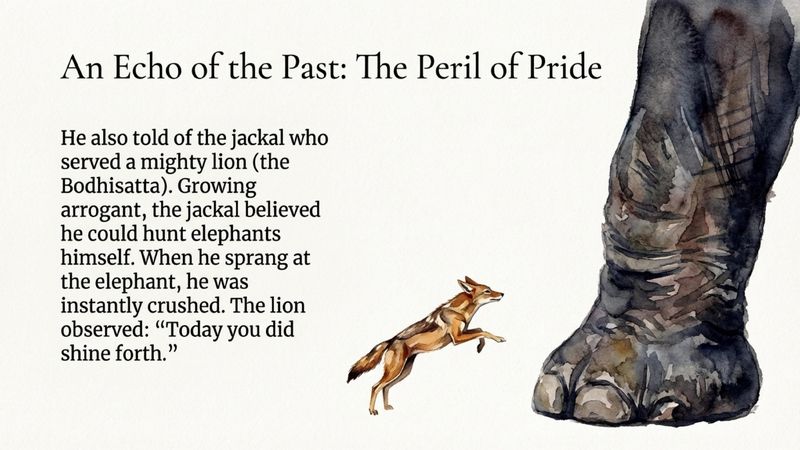 An Echo of the Past: The Peril of Pride
He also told of the jackal who
served a mighty lion (the
Bodhisatta). Growing
arrogant, the jackal believed
he could hunt elephants
himself. When he sprang at
the elephant, he was
instantly crushed. The lion
observed: “Today you did
shine forth.”